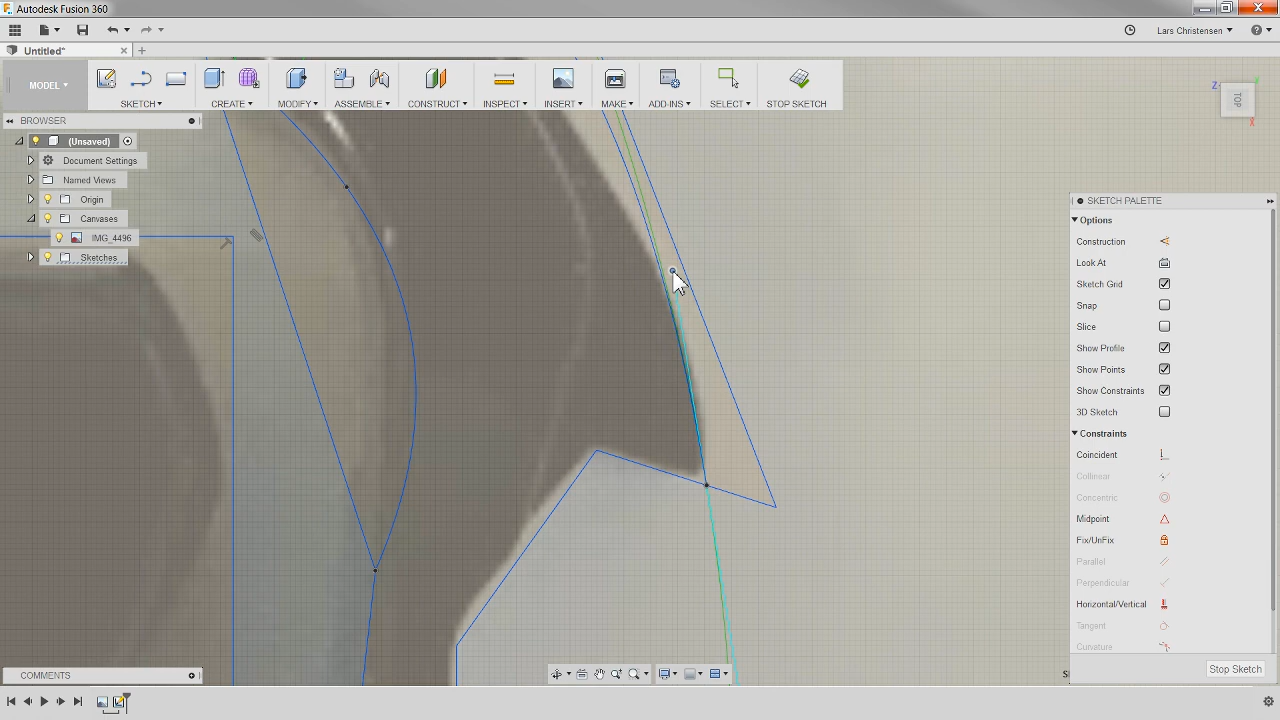 Autodesk Fusion 360
Lars Christensen
Untitled*
MODEL
SKETCH
CREATE
MODIFY
ASSEMBLE
CONSTRUCT
INSPECT
INSERT
MAKE
ADD-INS
SELECT
STOP SKETCH
Z
TOP
X
BROWSER
(Unsaved)
Document Settings
Named Views
Origin
Canvases
IMG_4496
Sketches
SKETCH PALETTE
Options
Construction
Look At
Sketch Grid
Snap
Slice
Show Profile
Show Points
Show Constraints
3D Sketch
Constraints
Coincident
Collinear
Concentric
Midpoint
Fix/UnFix
Parallel
Perpendicular
Horizontal/Vertical
Tangent
Curvature
Stop Sketch
COMMENTS